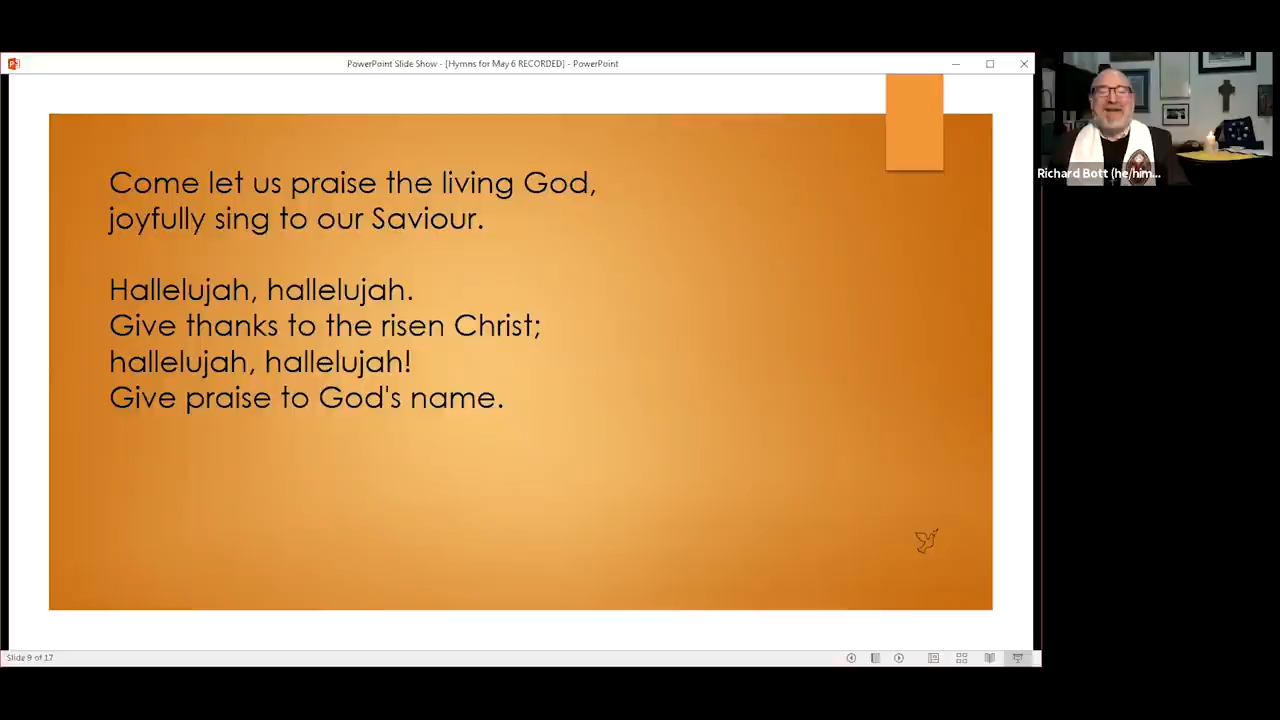 PowerPoint Slide Show - [Hymns for May 6 RECORDED] - PowerPoint
Come let us praise the living God,
joyfully sing to our Saviour.
Hallelujah, hallelujah.
Give thanks to the risen Christ;
hallelujah, hallelujah!
Give praise to God's name.
Richard Bott (he/him...
Slide 9 of 17